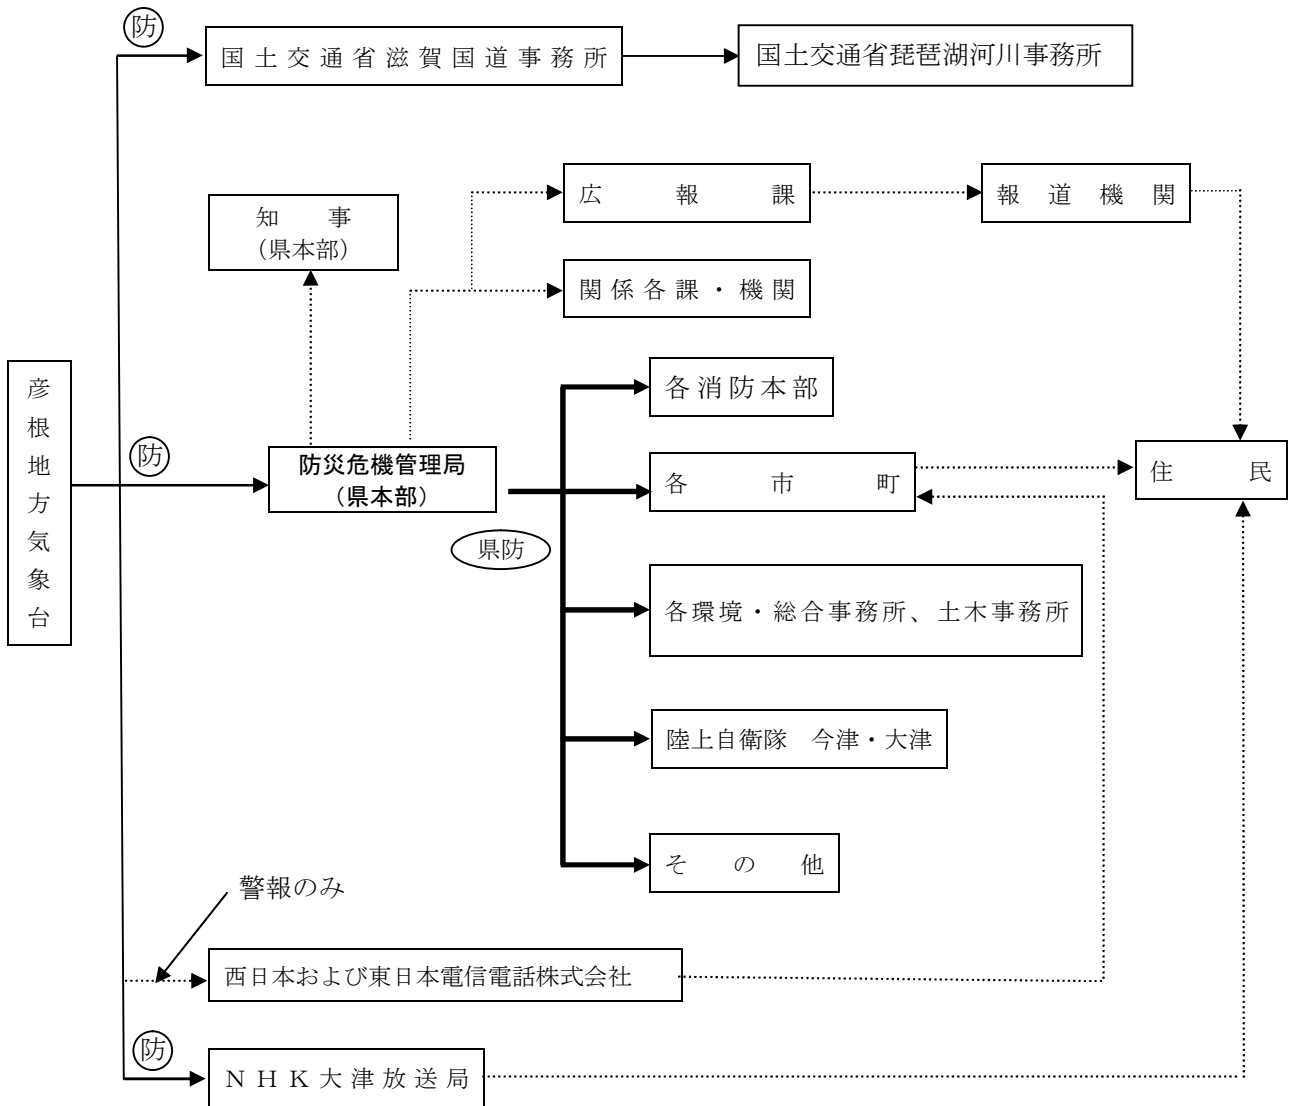 防
国土交通省滋賀国道事務所
国土交通省琵琶湖河川事務所
広報課
報道機関
知事
（県本部）
関係各課・機関
彦根地方気象台
各消防本部
防
防災危機管理局
（県本部）
各市町
住民
県防
各環境・総合事務所、土木事務所
陸上自衛隊　今津・大津
その他
警報のみ
西日本および東日本電信電話株式会社
防
ＮＨＫ大津放送局